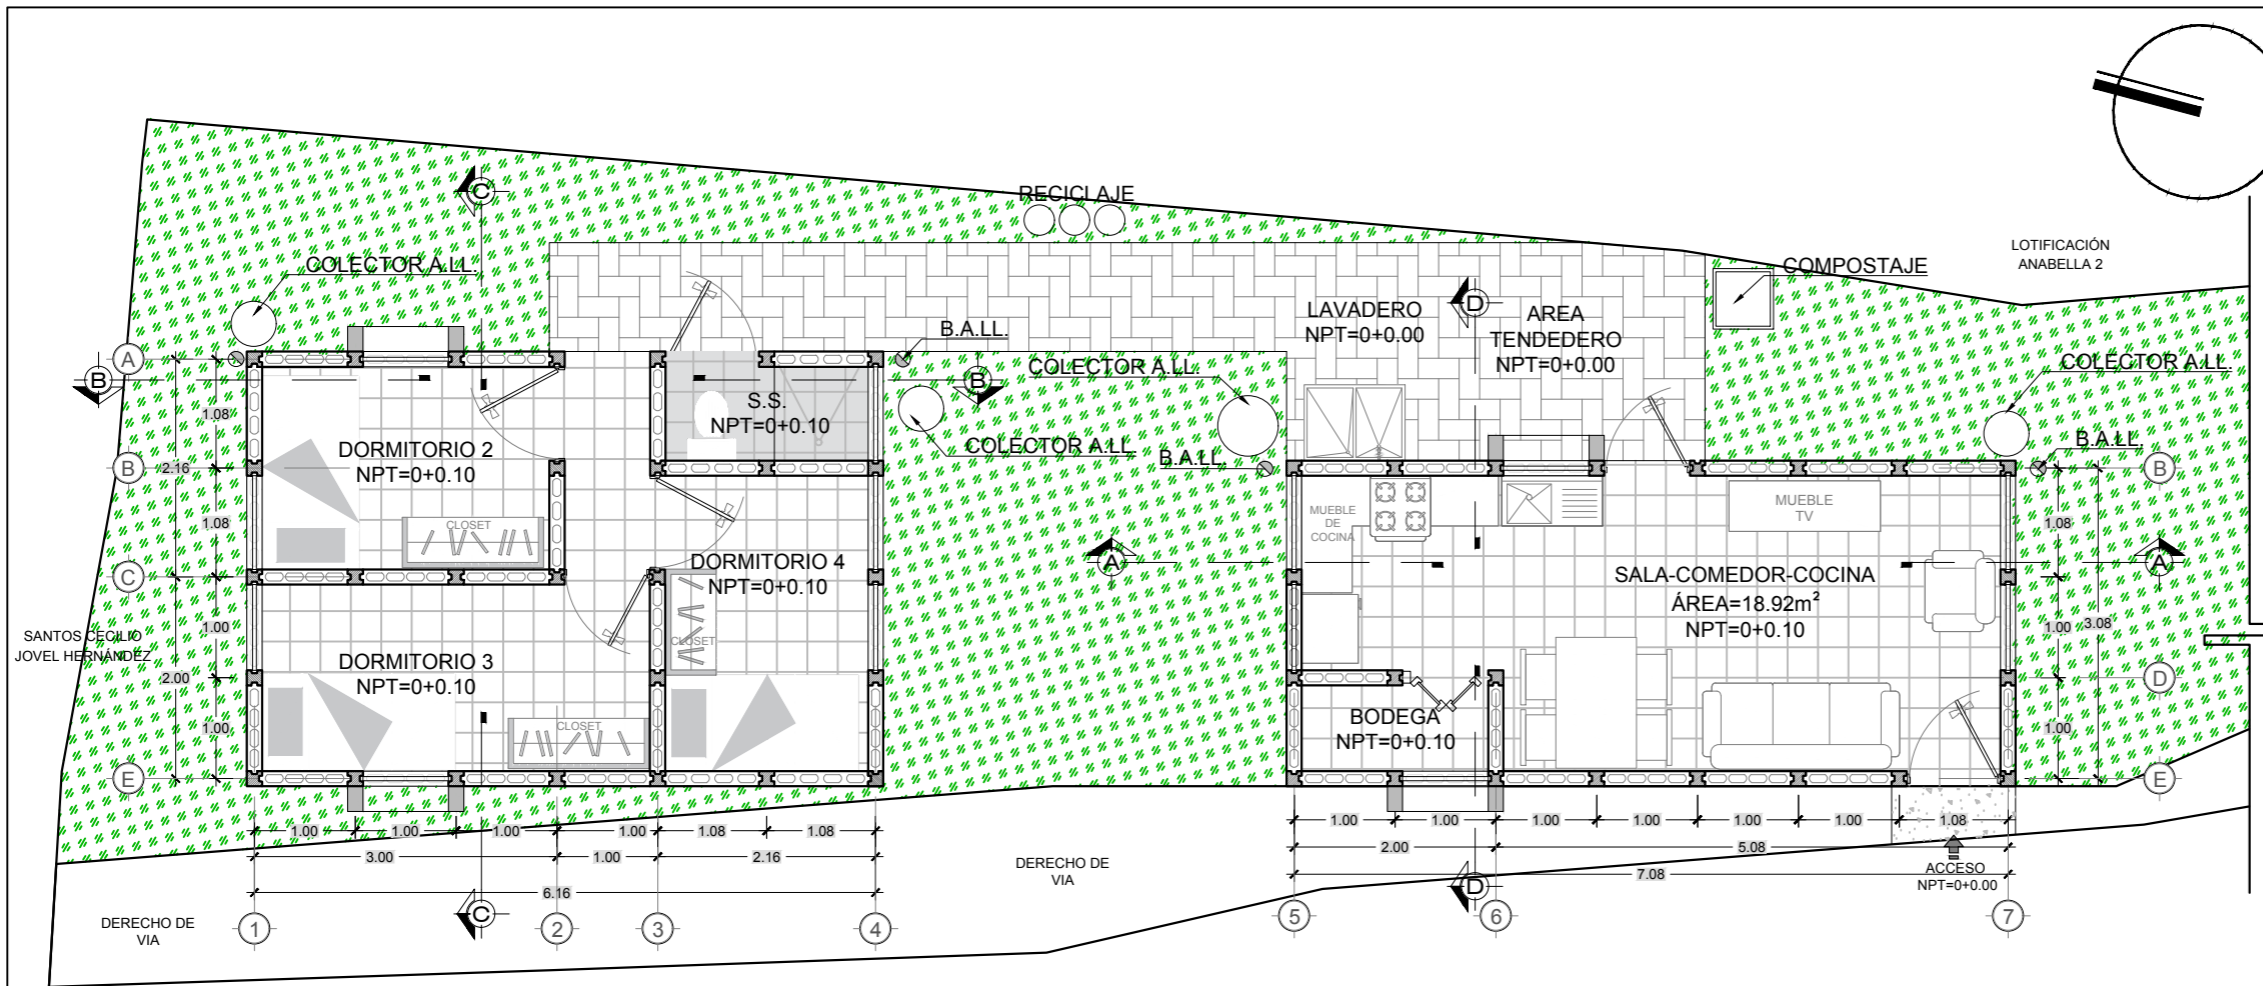 RECICLAJE
LOTIFICACIÓN
ANABELLA 2
COLECTOR A.LL.
COMPOSTAJE
C
D
LAVADERO
NPT=0+0.00
AREA
TENDEDERO
NPT=0+0.00
B.A.LL.
COLECTOR A.LL.
COLECTOR A.LL.
A
B
B
S.S.
NPT=0+0.10
1.08
DORMITORIO 2
NPT=0+0.10
COLECTOR A.LL.
B.A.LL.
B.A.LL.
B
2.16
B
MUEBLE
TV
MUEBLE
DE
COCINA
CLOSET
1.08
1.08
DORMITORIO 4
NPT=0+0.10
A
A
C
SALA-COMEDOR-COCINA
ÁREA=18.92m²
NPT=0+0.10
SANTOS CECILIO
JOVEL HERNÁNDEZ
1.00
CLOSET
1.00
3.08
DORMITORIO 3
NPT=0+0.10
2.00
D
1.00
CLOSET
BODEGA
NPT=0+0.10
1.00
E
E
1.00
1.00
1.00
1.00
1.08
1.08
1.00
1.00
1.00
1.00
1.00
1.00
1.08
3.00
1.00
2.16
2.00
5.08
DERECHO DE
VIA
7.08
ACCESO
NPT=0+0.00
6.16
C
D
DERECHO DE
VIA
1
2
3
4
5
6
7